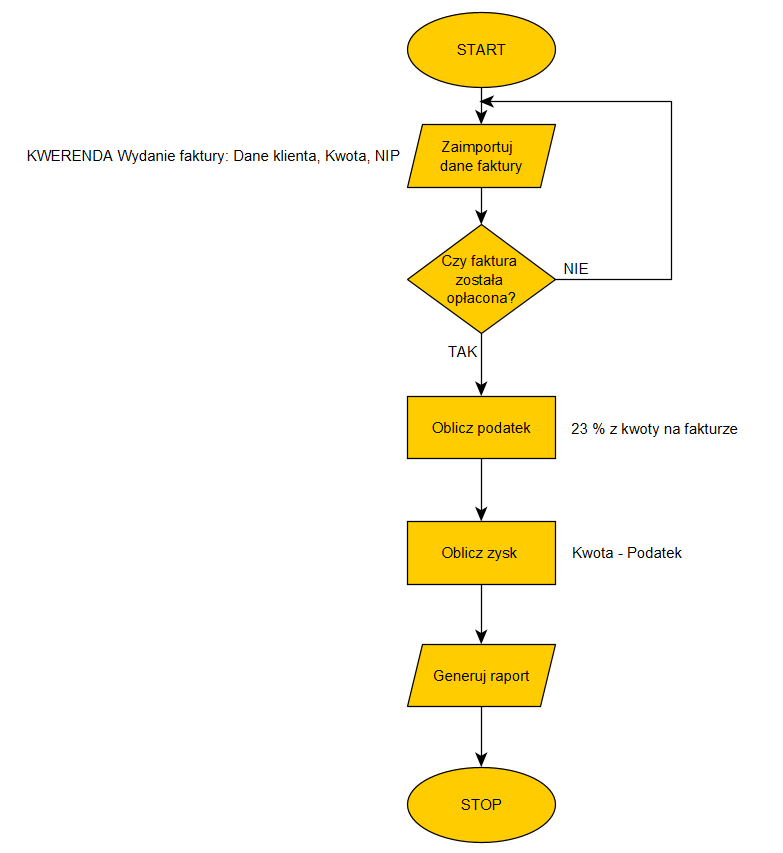 START
KWERENDA Wydanie faktury: Dane klienta, Kwota, NIP
Zaimportuj
dane faktury
Czy faktura
została
opłacona?
NIE
TAK
Oblicz podatek
23 % z kwoty na fakturze
Oblicz zysk
Kwota - Podatek
Generuj raport
STOP